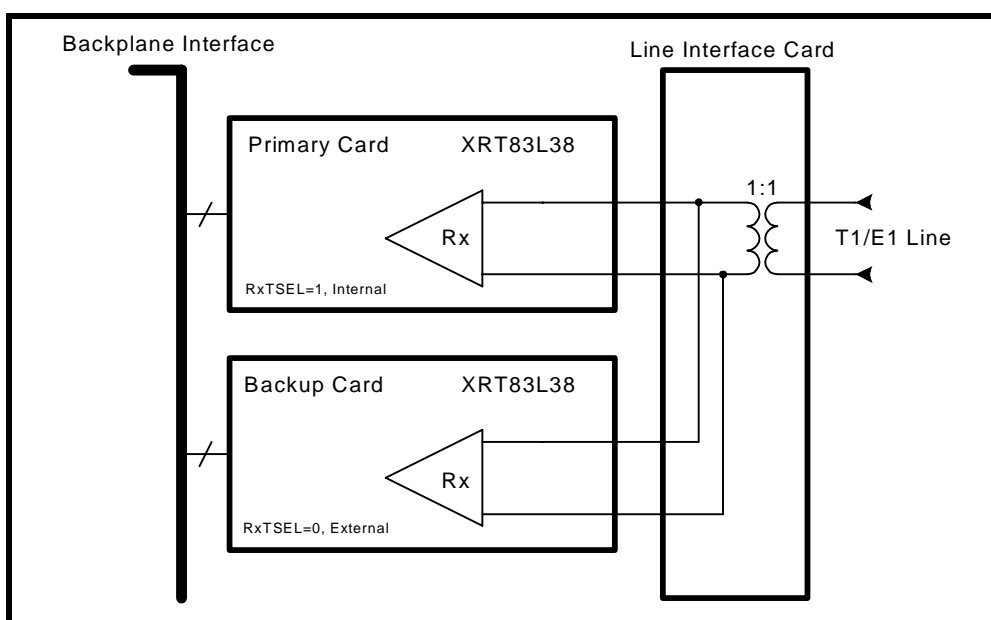 Backplane Interface
Line Interface Card
Primary Card XRT83L38
1:1
Rx
T1/E1 Line
RxTSEL=1, Internal
Backup Card XRT83L38
Rx
RxTSEL=0, External